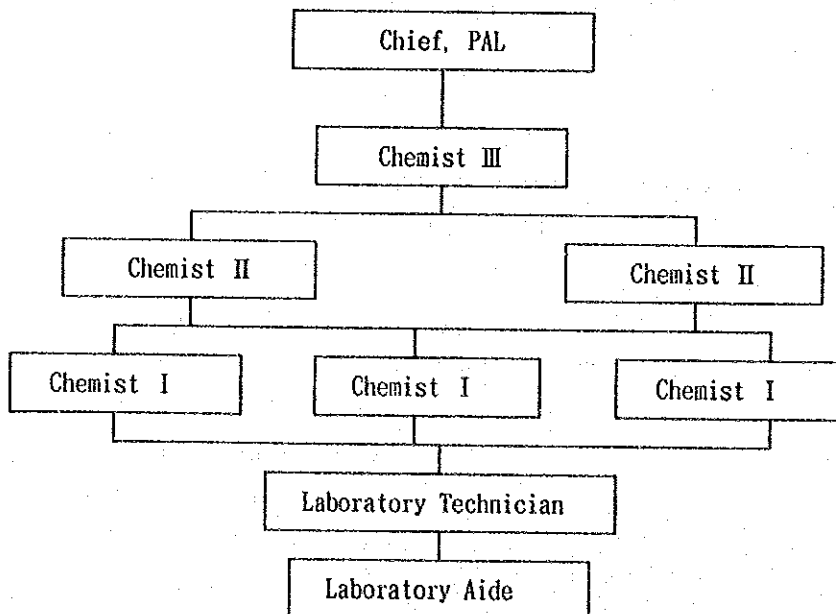 Chief, PAL
Chemist Ⅲ
Chemist Ⅱ
Chemist Ⅱ
Chemist Ⅰ
Chemist Ⅰ
Chemist Ⅰ
Laboratory Technician
Laboratory Aide